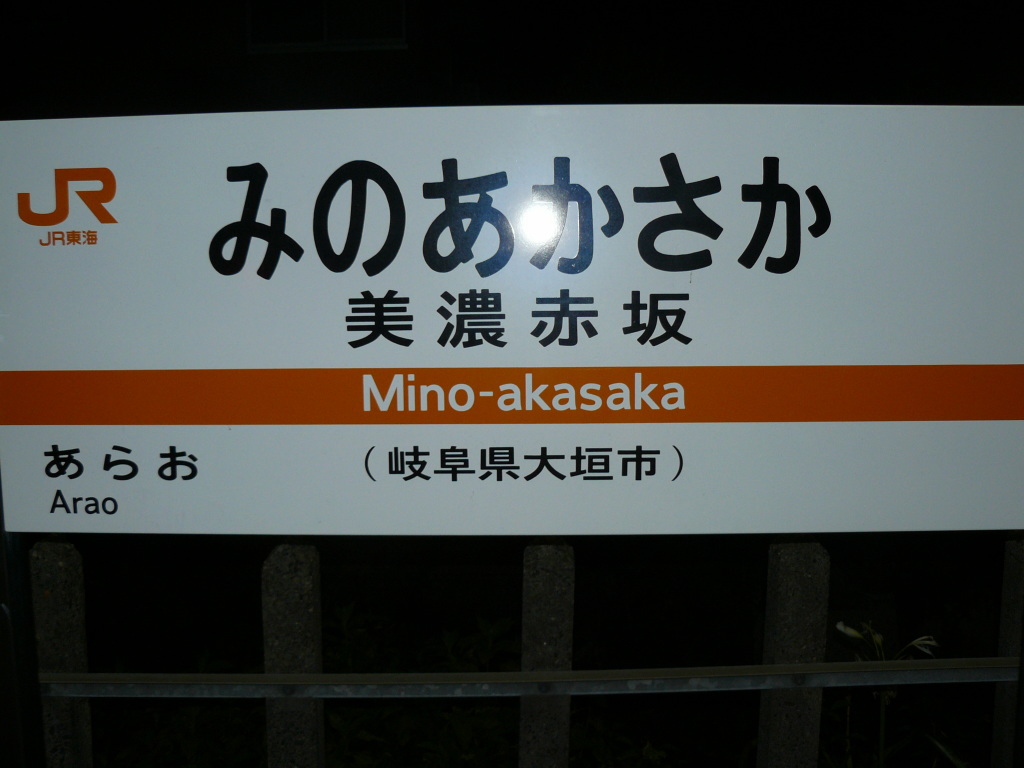 JR
JR東海
みのあかさか
美濃赤坂
Mino-akasaka
あらお
Arao
（岐阜県大垣市）